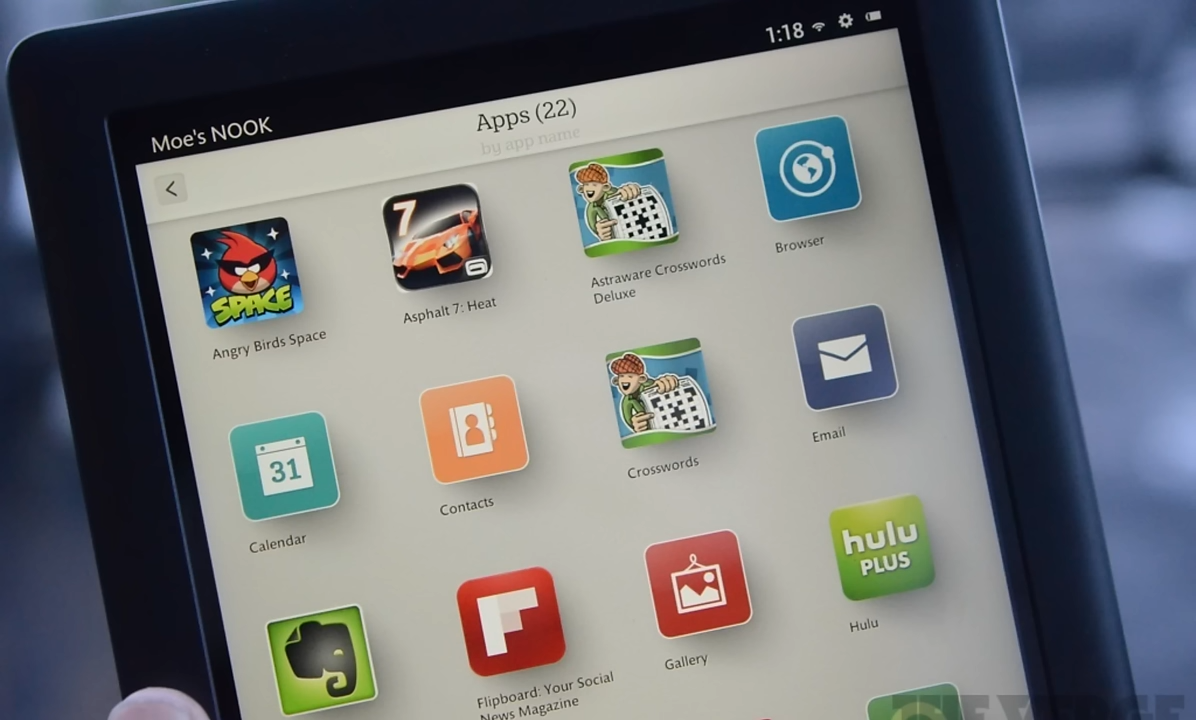 1:18
Moe's NOOK
Apps (22)
by app name
7
SPACE
Angry Birds Space
Asphalt 7: Heat
Astraware Crosswords
Deluxe
Browser
31
Calendar
Contacts
Crosswords
Email
F
Flipboard: Your Social
News Magazine
Gallery
hulu
PLUS
Hulu
VERGE